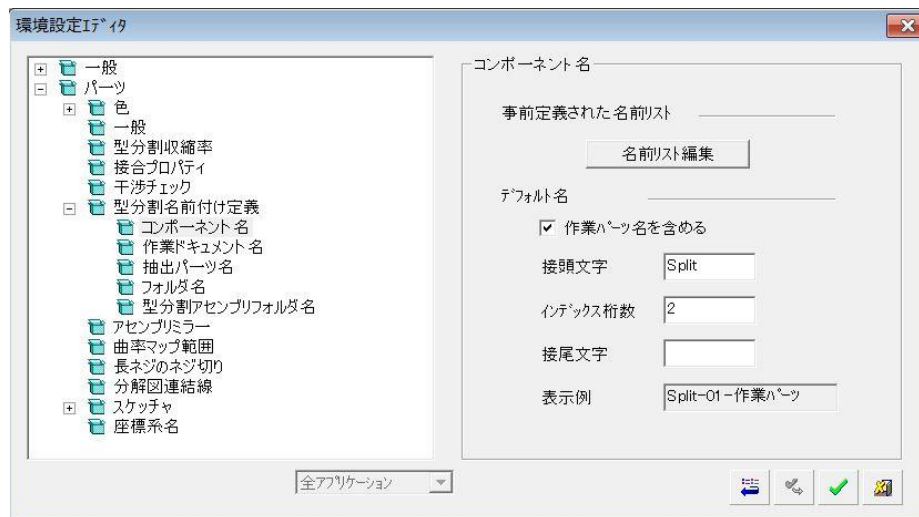 環境設定ｴﾃﾞｨﾀ
一般
パーツ
色
一般
型分割収縮率
接合プロパティ
干渉チェック
型分割名前付け定義
コンポーネント名
作業ドキュメント名
抽出パーツ名
フォルダ名
型分割アセンブリフォルダ名
アセンブリミラー
曲率マップ範囲
長ネジのネジ切り
分解図連結線
スケッチャ
座標系名
コンポーネント名
事前定義された名前ﾘｽﾄ
名前ﾘｽﾄ編集
ﾃﾞﾌｫﾙﾄ名
作業ﾊﾟｰﾂ名を含める
接頭文字 Split
ｲﾝﾃﾞｯｸｽ桁数 2
接尾文字
表示例 Split-01-作業ﾊﾟｰﾂ
全ｱﾌﾟﾘｹｰｼｮﾝ